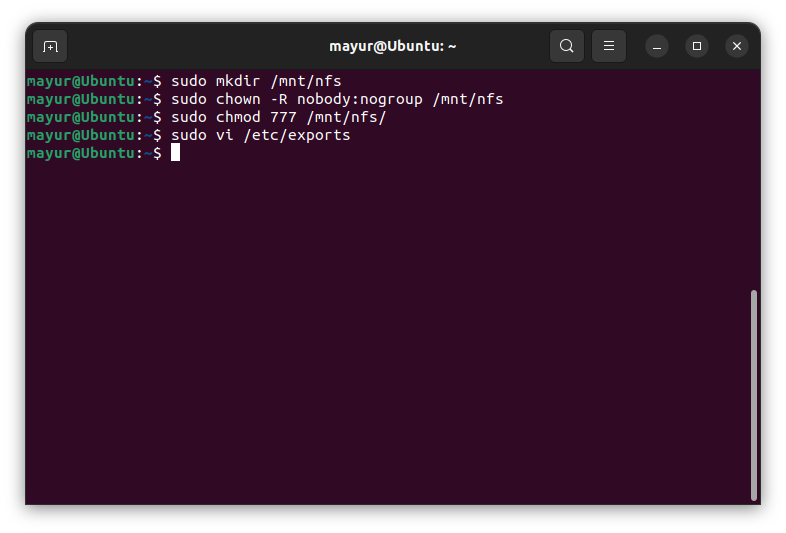 mayur@Ubuntu: ~
mayur@Ubuntu:~$ sudo mkdir /mnt/nfs
mayur@Ubuntu:~$ sudo chown -R nobody:nogroup /mnt/nfs
mayur@Ubuntu:~$ sudo chmod 777 /mnt/nfs/
mayur@Ubuntu:~$ sudo vi /etc/exports
mayur@Ubuntu:~$